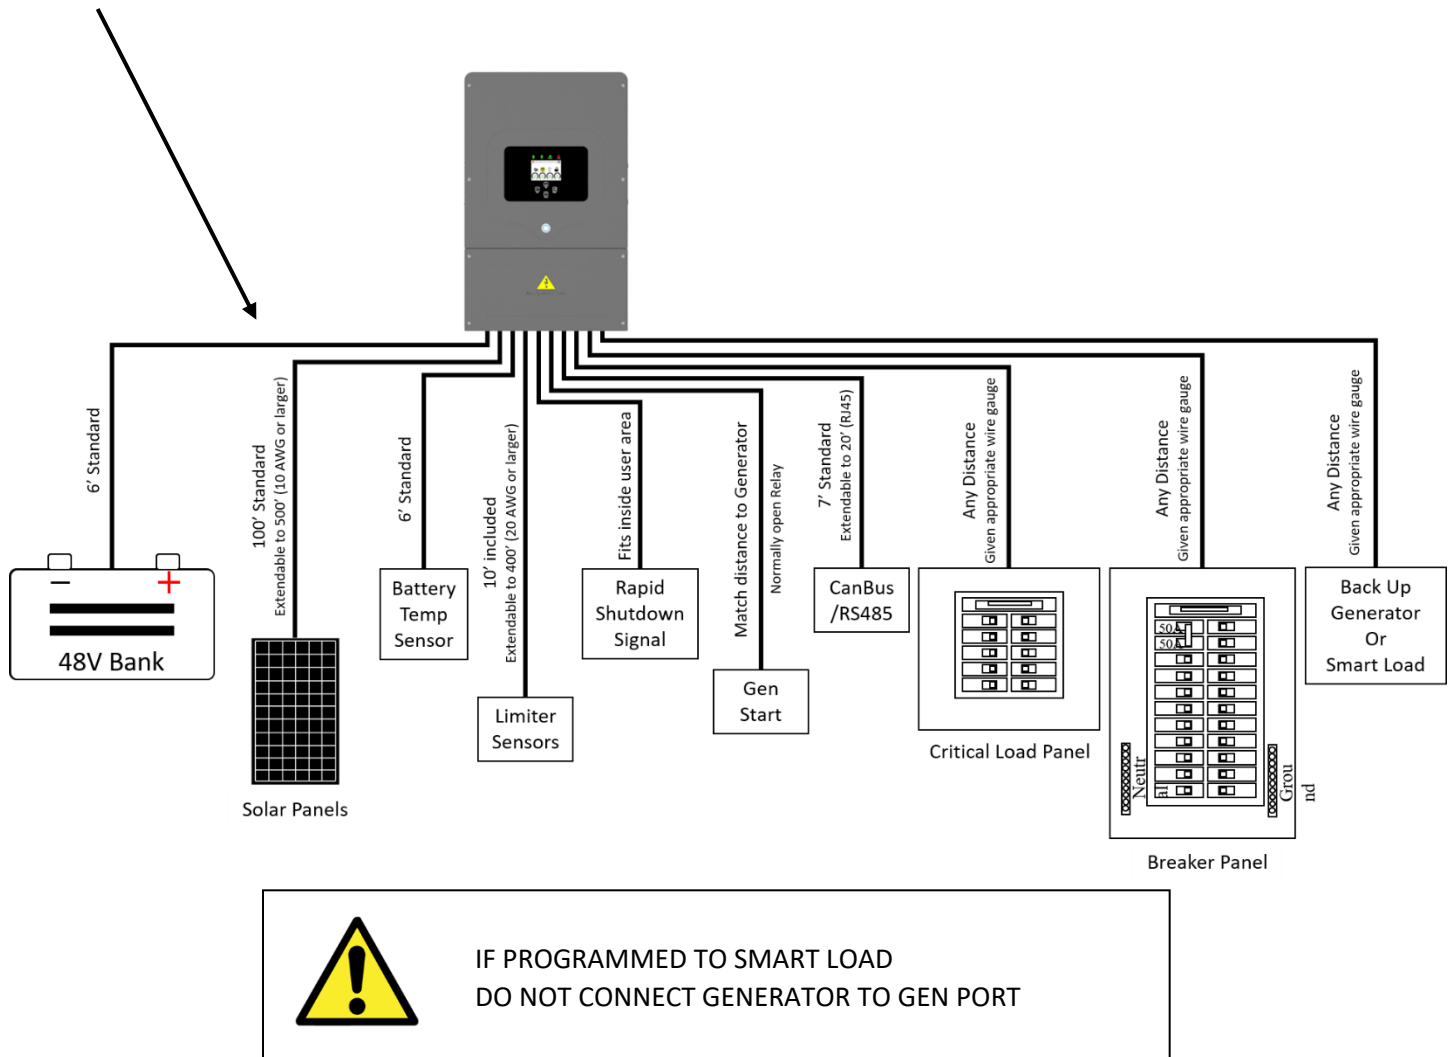 6’ Standard
100’ Standard
Extendable to 500’ (10 AWG or larger)
6’ Standard
10’ included
Extendable to 400’ (20 AWG or larger)
Fits inside user area
Match distance to Generator
Normally open Relay
7’ Standard
Extendable to 20’ (RJ45)
Any Distance
Given appropriate wire gauge
Any Distance
Given appropriate wire gauge
Any Distance
Given appropriate wire gauge
− +
48V Bank
Solar Panels
Battery
Temp
Sensor
Limiter
Sensors
Rapid
Shutdown
Signal
Gen
Start
CanBus
/RS485
Critical Load Panel
50A
50A
Neutr
al
Grou
nd
Breaker Panel
Back Up
Generator
Or
Smart Load
IF PROGRAMMED TO SMART LOAD
DO NOT CONNECT GENERATOR TO GEN PORT